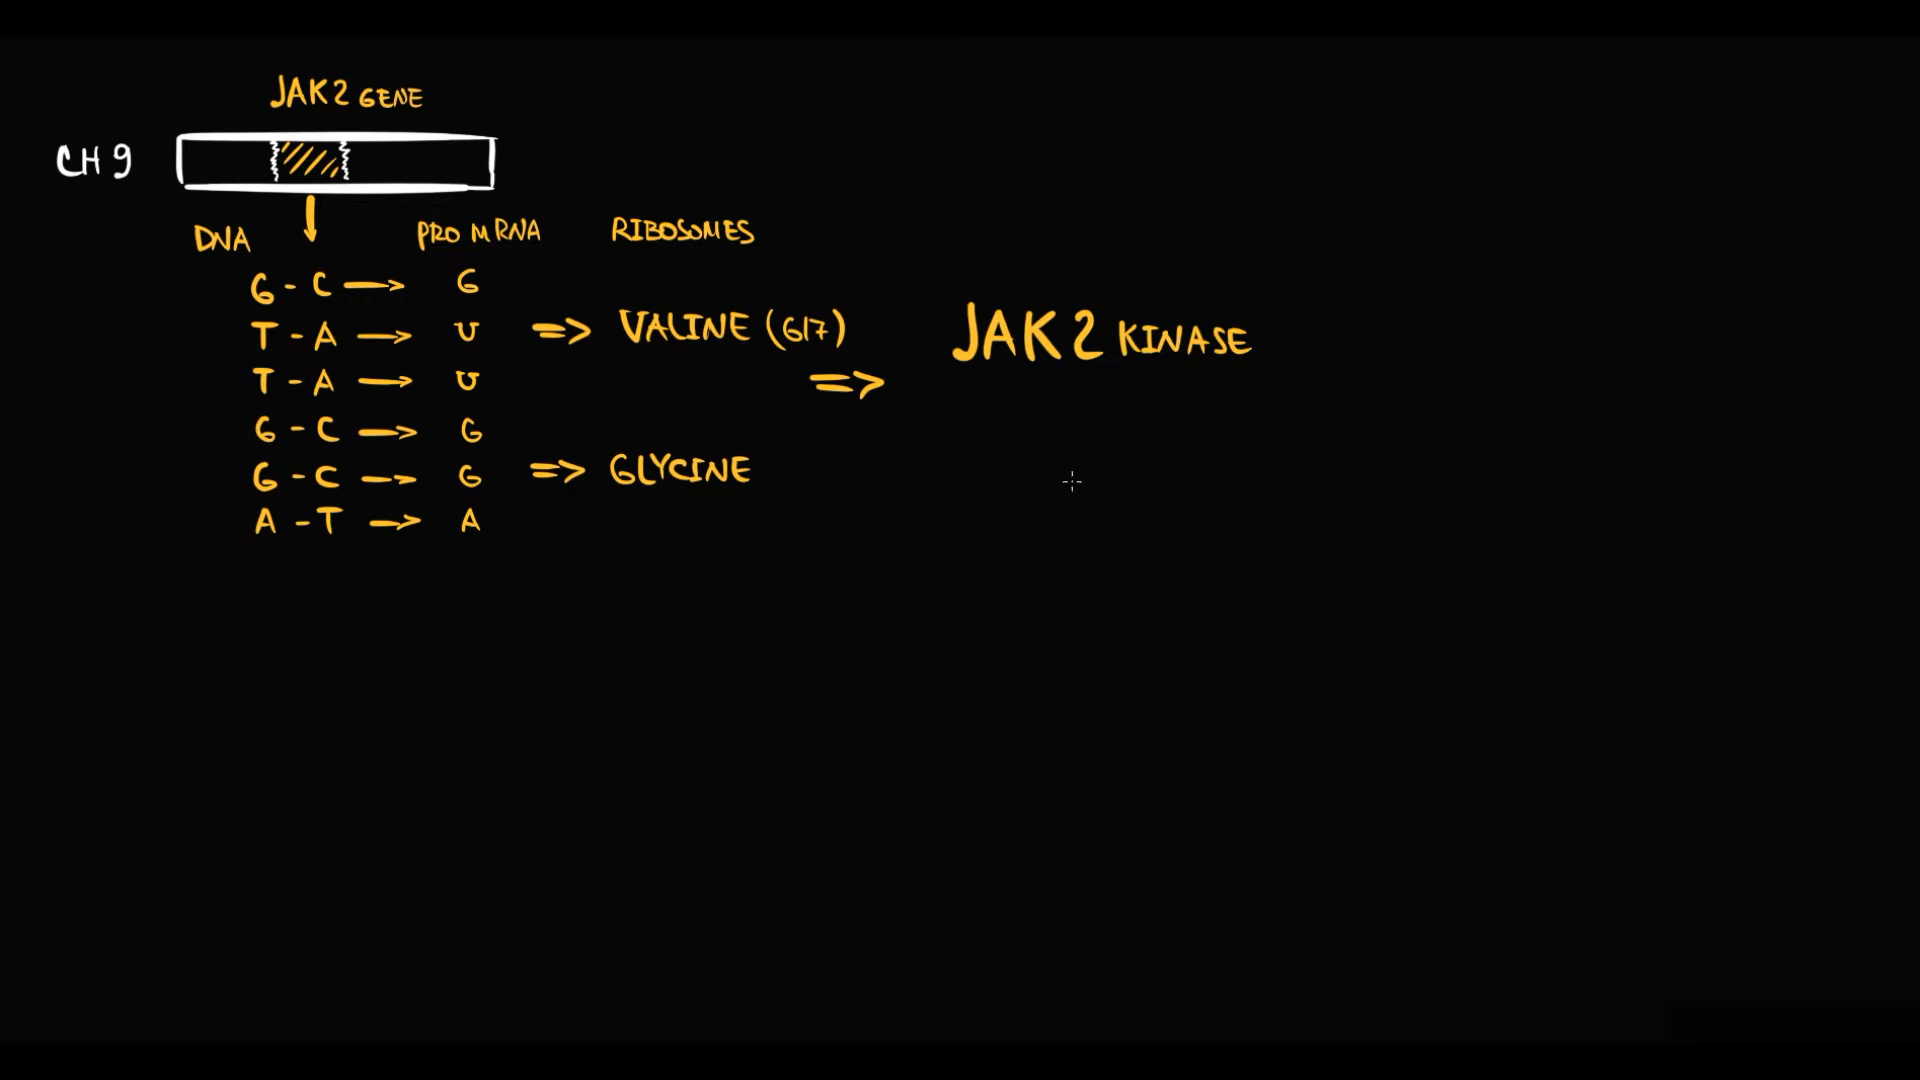 JAK2 GENE
CH 9
DNA PRO MRNA RIBOSOMES
G - C → G
T - A → U => VALINE (617)
T - A → U
G - C → G
G - C → G => GLYCINE
A - T → A
=> JAK2 KINASE